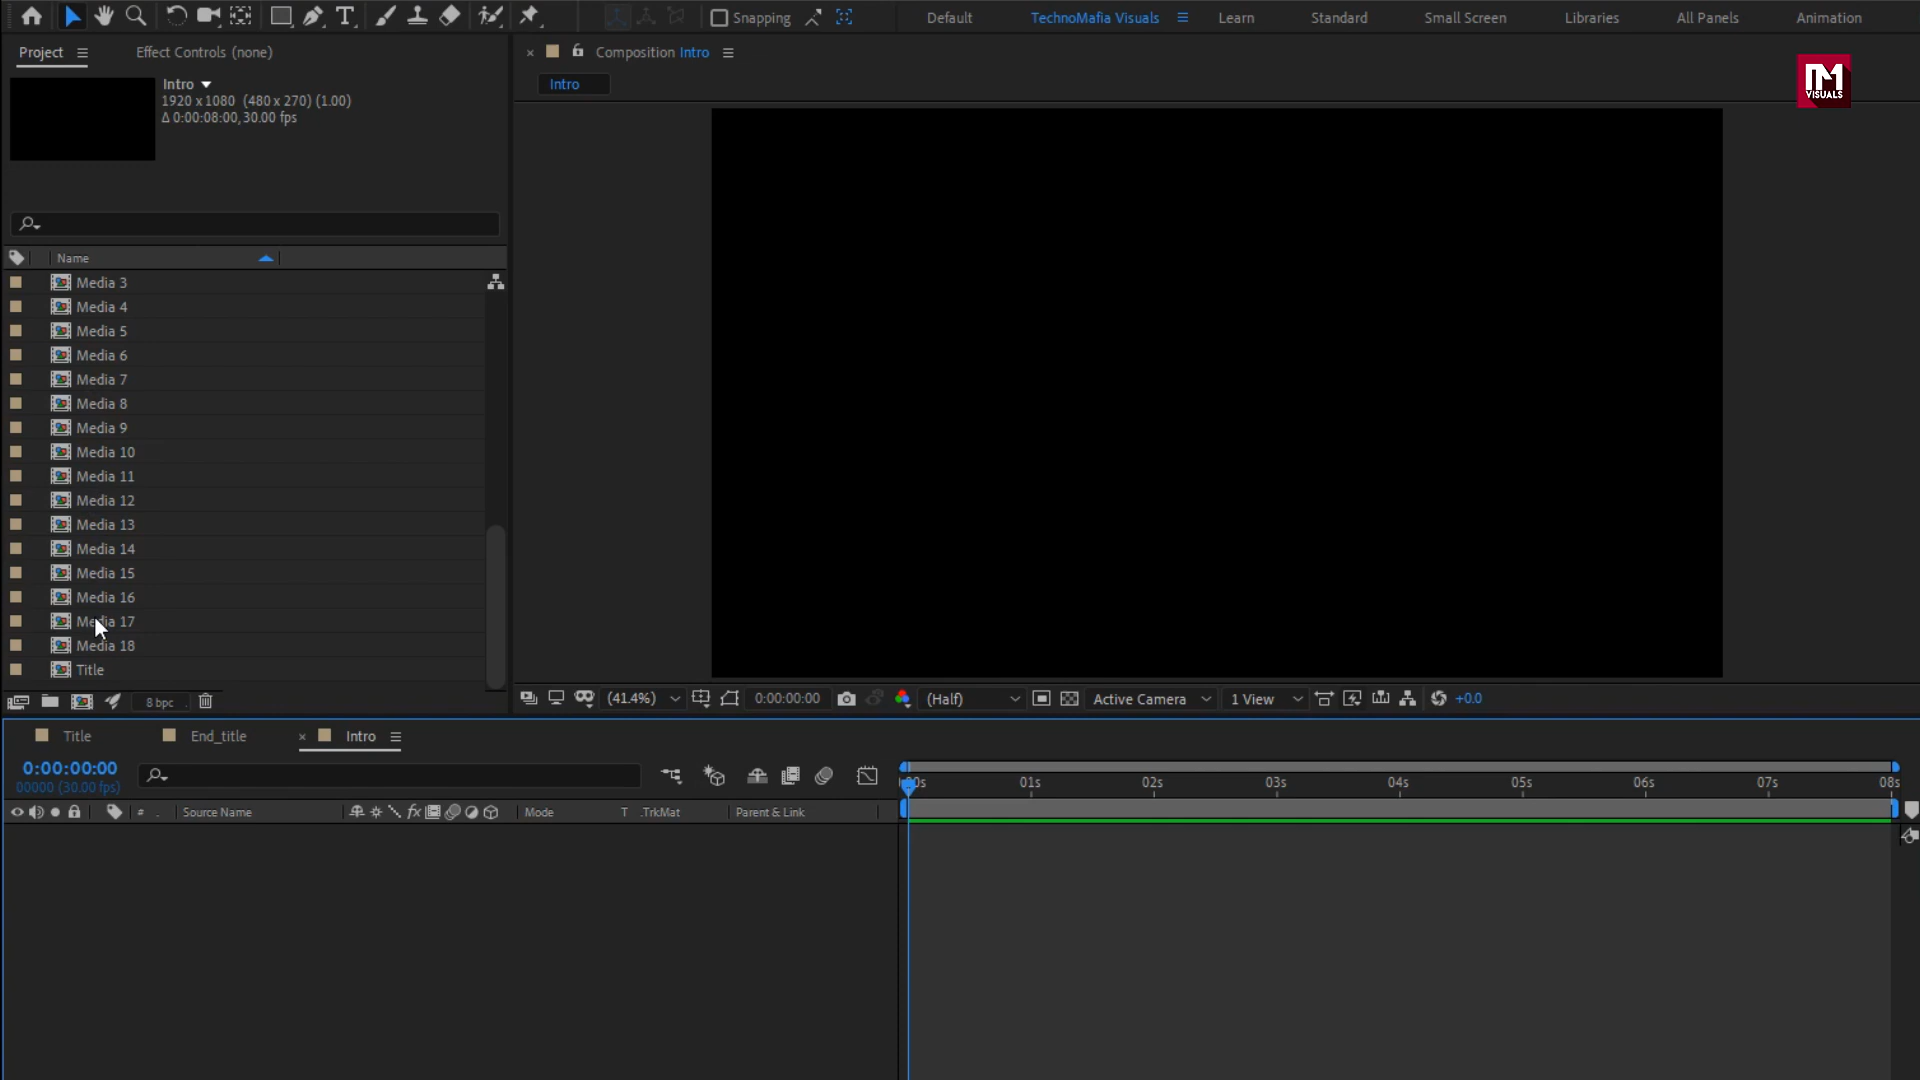 Snapping
Default
TechnoMafia Visuals
Learn
Standard
Small Screen
Libraries
All Panels
Animation
Project
Effect Controls (none)
Composition Intro
Intro
1920 x 1080 (480 x 270) (1.00)
Δ 0:00:08:00, 30.00 fps
Intro
VISUALS
Name
Media 3
Media 4
Media 5
Media 6
Media 7
Media 8
Media 9
Media 10
Media 11
Media 12
Media 13
Media 14
Media 15
Media 16
Media 17
Media 18
Title
8 bpc
(41.4%)
0:00:00:00
(Half)
Active Camera
1 View
+0.0
Title
End_title
Intro
0:00:00:00
00000 (30.00 fps)
:00s
01s
02s
03s
04s
05s
06s
07s
08s
#
Source Name
fx
Mode
T .TrkMat
Parent & Link